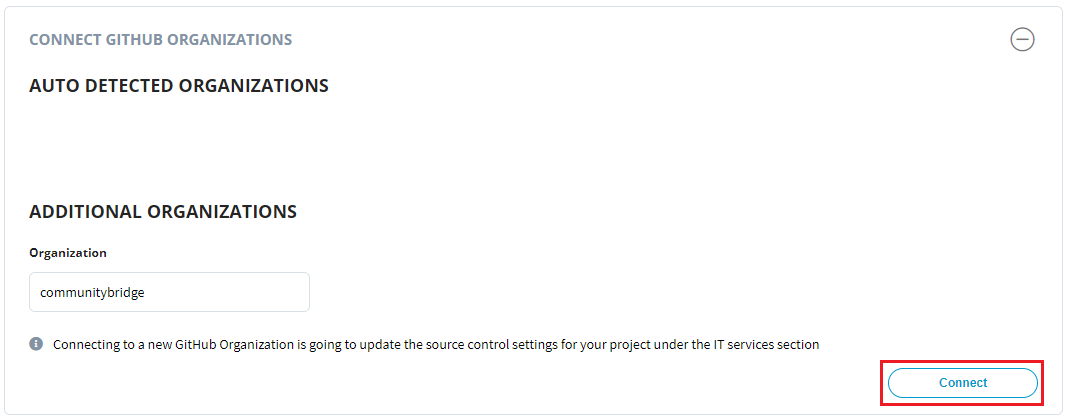 CONNECT GITHUB ORGANIZATIONS
AUTO DETECTED ORGANIZATIONS
ADDITIONAL ORGANIZATIONS
Organization
communitybridge
Connecting to a new GitHub Organization is going to update the source control settings for your project under the IT services section
Connect